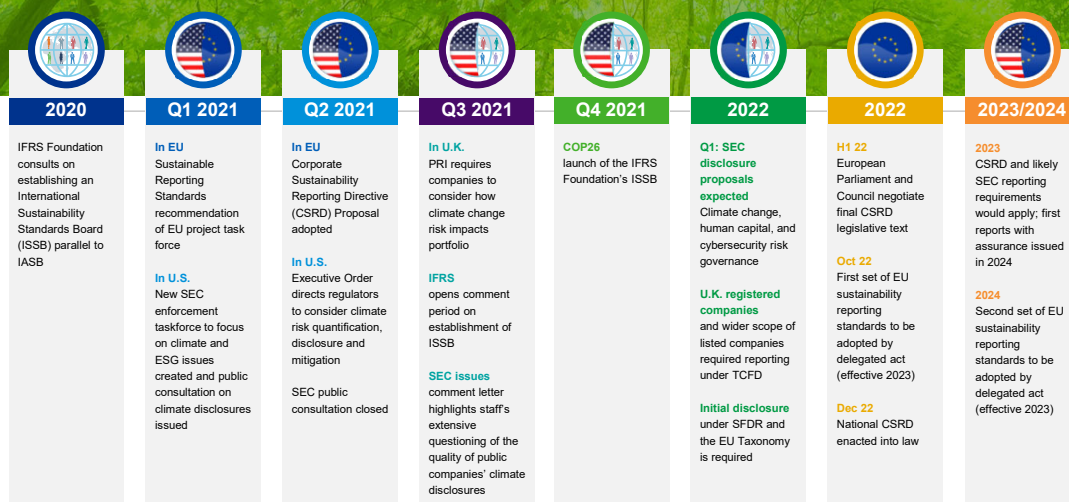 2020
IFRS Foundation
consults on
establishing an
International
Sustainability
Standards Board
(ISSB) parallel to
IASB
Q1 2021
In EU
Sustainable
Reporting
Standards
recommendation
of EU project task
force
In U.S.
New SEC
enforcement
taskforce to focus
on climate and
ESG issues
created and public
consultation on
climate disclosures
issued
Q2 2021
In EU
Corporate
Sustainability
Reporting Directive
(CSRD) Proposal
adopted
In U.S.
Executive Order
directs regulators
to consider climate
risk quantification,
disclosure and
mitigation
SEC public
consultation closed
Q3 2021
In U.K.
PRI requires
companies to
consider how
climate change
risk impacts
portfolio
IFRS
opens comment
period on
establishment of
ISSB
SEC issues
comment letter
highlights staff's
extensive
questioning of the
quality of public
companies' climate
disclosures
Q4 2021
COP26
launch of the IFRS
Foundation's ISSB
2022
Q1: SEC
disclosure
proposals
expected
Climate change,
human capital, and
cybersecurity risk
governance
U.K. registered
companies
and wider scope of
listed companies
required reporting
under TCFD
Initial disclosure
under SFDR and
the EU Taxonomy
is required
2022
H1 22
European
Parliament and
Council negotiate
final CSRD
legislative text
Oct 22
First set of EU
sustainability
reporting
standards to be
adopted by
delegated act
(effective 2023)
Dec 22
National CSRD
enacted into law
2023/2024
2023
CSRD and likely
SEC reporting
requirements
would apply; first
reports with
assurance issued
in 2024
2024
Second set of EU
sustainability
reporting
standards to be
adopted by
delegated act
(effective 2023)